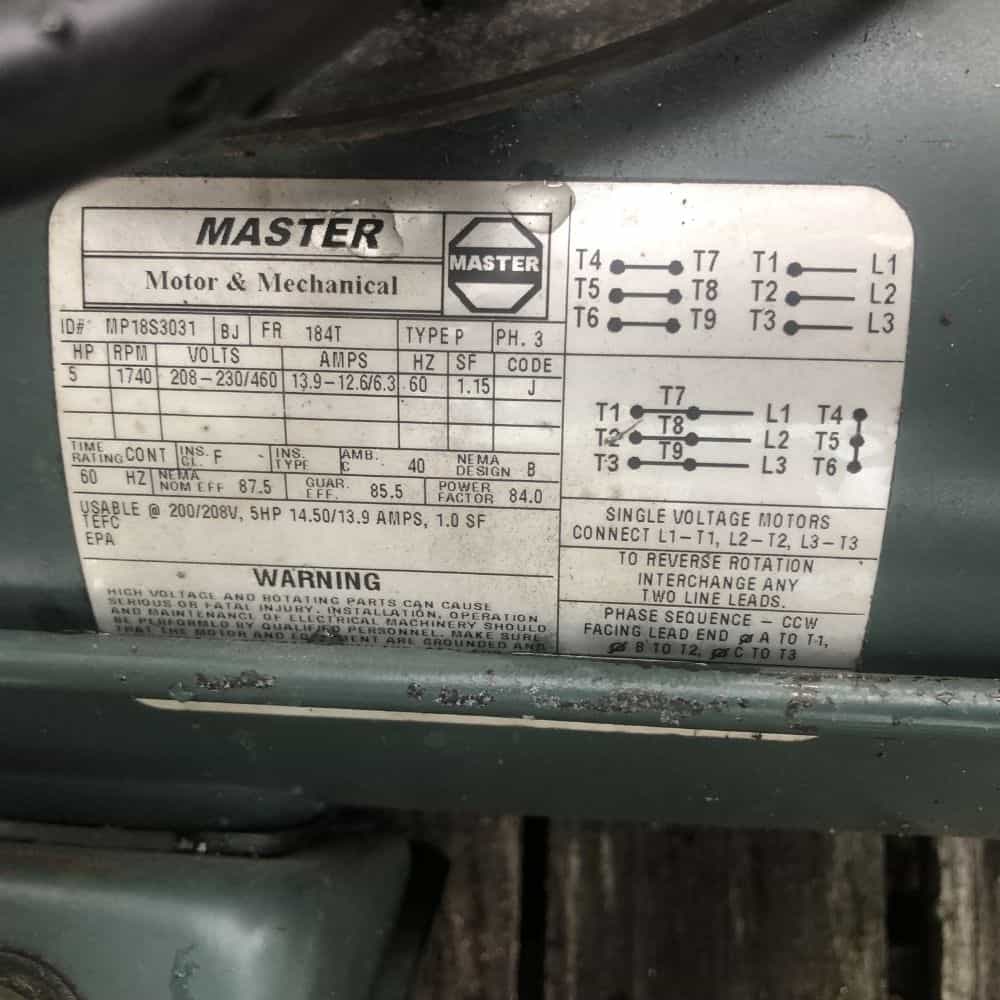 MASTER
Motor & Mechanical
MASTER
ID# MP18S3031 BJ FR 184T TYPE P PH. 3
HP RPM VOLTS AMPS HZ SF CODE
5 1740 208-230/460 13.9-12.6/6.3 60 1.15 J
TIME RATING CONT INS. CL. F INS. TYPE AMB. C 40 NEMA DESIGN B
60 HZ NEMA NOM EFF 87.5 GUAR. EFF. 85.5 POWER FACTOR 84.0
USABLE @ 200/208V, 5HP 14.50/13.9 AMPS, 1.0 SF
TEFC
EPA
WARNING
HIGH VOLTAGE AND ROTATING PARTS CAN CAUSE
SERIOUS OR FATAL INJURY. INSTALLATION, OPERATION
AND MAINTENANCE OF ELECTRICAL MACHINERY SHOULD
BE PERFORMED BY QUALIFIED PERSONNEL. MAKE SURE
THAT THE MOTOR AND ARE GROUNDED AND
T4 T7 T1 L1
T5 T8 T2 L2
T6 T9 T3 L3
T7
T1 L1 T4
T8
T2 L2 T5
T9
T3 L3 T6
SINGLE VOLTAGE MOTORS
CONNECT L1-T1, L2-T2, L3-T3
TO REVERSE ROTATION
INTERCHANGE ANY
TWO LINE LEADS.
PHASE SEQUENCE - CCW
FACING LEAD END ø A TO T1,
ø B TO T2, ø C TO T3